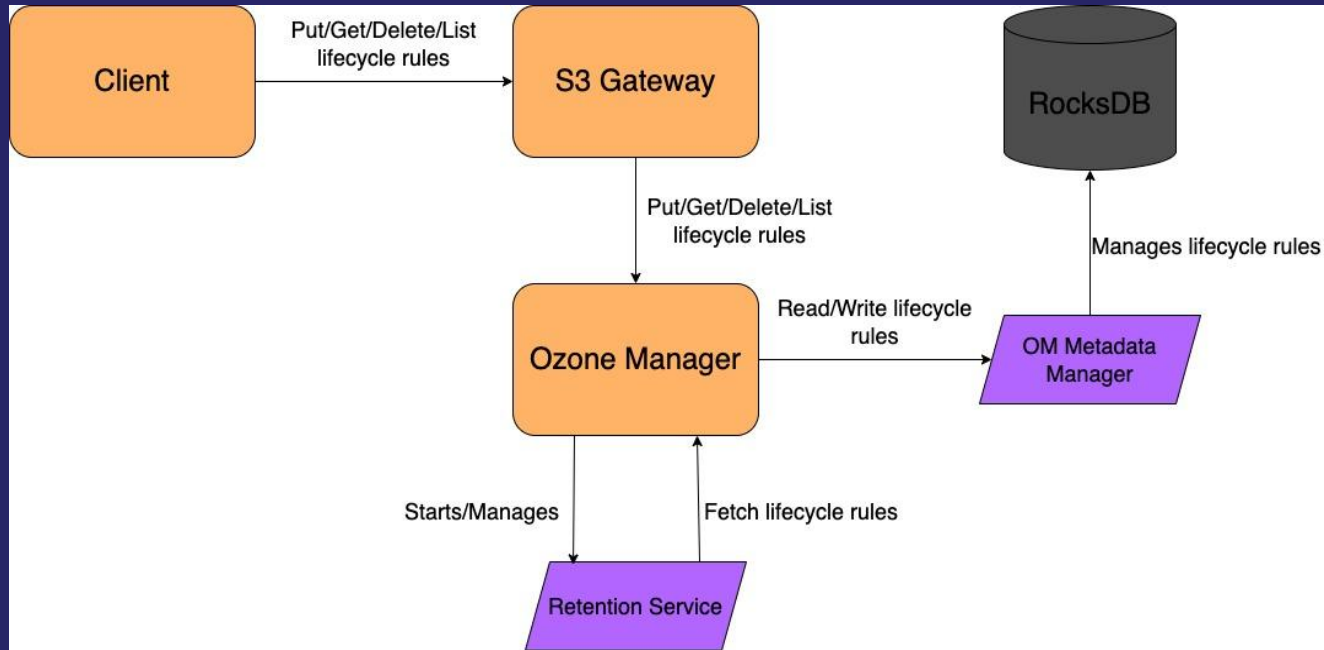 Put/Get/Delete/List
lifecycle rules
Client
S3 Gateway
RocksDB
Put/Get/Delete/List
lifecycle rules
Manages lifecycle rules
Read/Write lifecycle
rules
Ozone Manager
OM Metadata
Manager
Starts/Manages
Fetch lifecycle rules
Retention Service